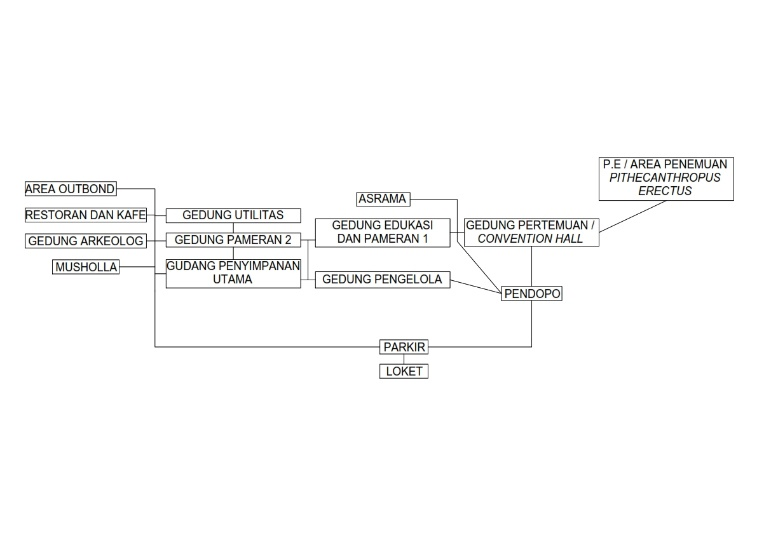 P.E / AREA PENEMUAN
PITHECANTHROPUS
ERECTUS
AREA OUTBOND
RESTORAN DAN KAFE
GEDUNG ARKEOLOG
MUSHOLLA
GEDUNG UTILITAS
GEDUNG PAMERAN 2
GUDANG PENYIMPANAN
UTAMA
ASRAMA
GEDUNG EDUKASI
DAN PAMERAN 1
GEDUNG PENGELOLA
GEDUNG PERTEMUAN /
CONVENTION HALL
PENDOPO
PARKIR
LOKET